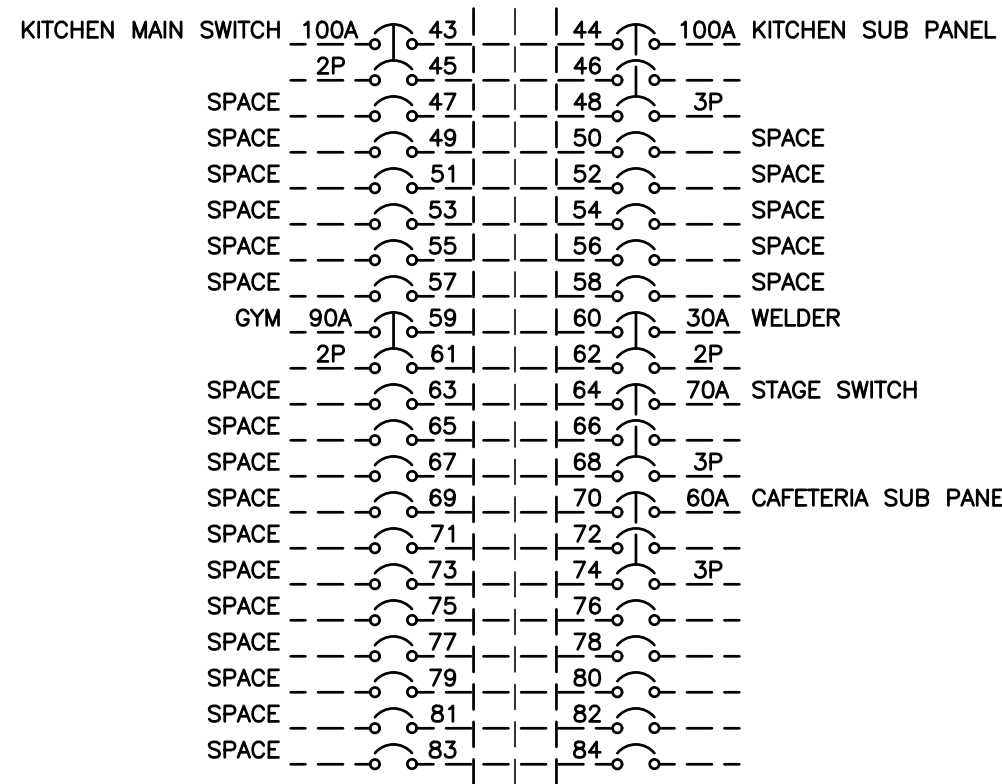 KITCHEN MAIN SWITCH 100A 43 44 100A KITCHEN SUB PANEL
2P 45 46
SPACE 47 48 3P
SPACE 49 50 SPACE
SPACE 51 52 SPACE
SPACE 53 54 SPACE
SPACE 55 56 SPACE
SPACE 57 58 SPACE
GYM 90A 59 60 30A WELDER
2P 61 62 2P
SPACE 63 64 70A STAGE SWITCH
SPACE 65 66
SPACE 67 68 3P
SPACE 69 70 60A CAFETERIA SUB PANE
SPACE 71 72
SPACE 73 74 3P
SPACE 75 76
SPACE 77 78
SPACE 79 80
SPACE 81 82
SPACE 83 84